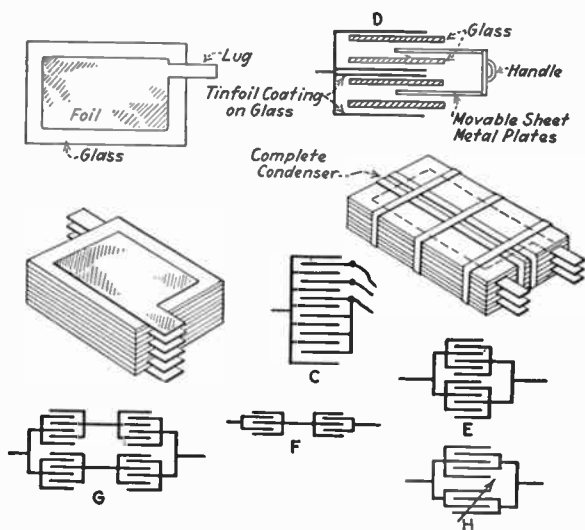 D
Glass
Lug
Handle
Foil
Tinfoil Coating
on Glass
Movable Sheet
Metal Plates
Glass
Complete
Condenser
C
E
F
G
H